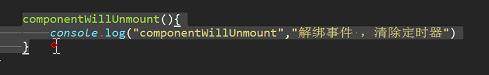 componentWillUnmount(){
console.log("componentWillUnmount","解绑事件 ，清除定时器")
}